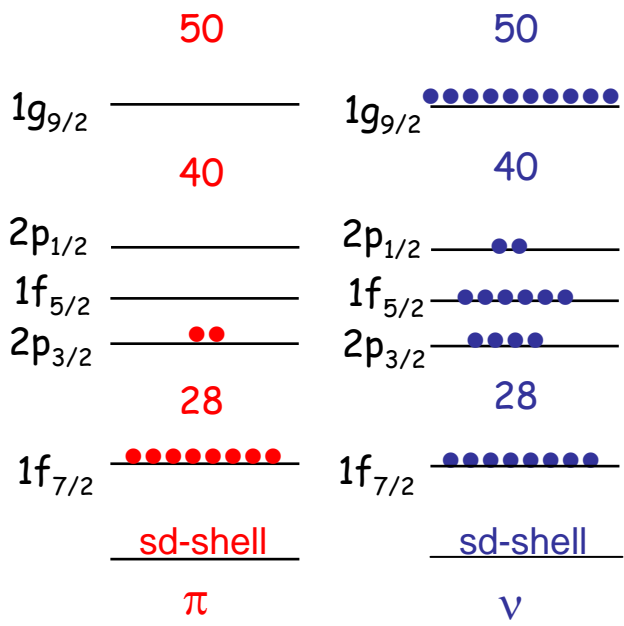 50 50
1g9/2 1g9/2
40 40
2p1/2 2p1/2
1f5/2 1f5/2
2p3/2 2p3/2
28 28
1f7/2 1f7/2
sd-shell sd-shell
π ν